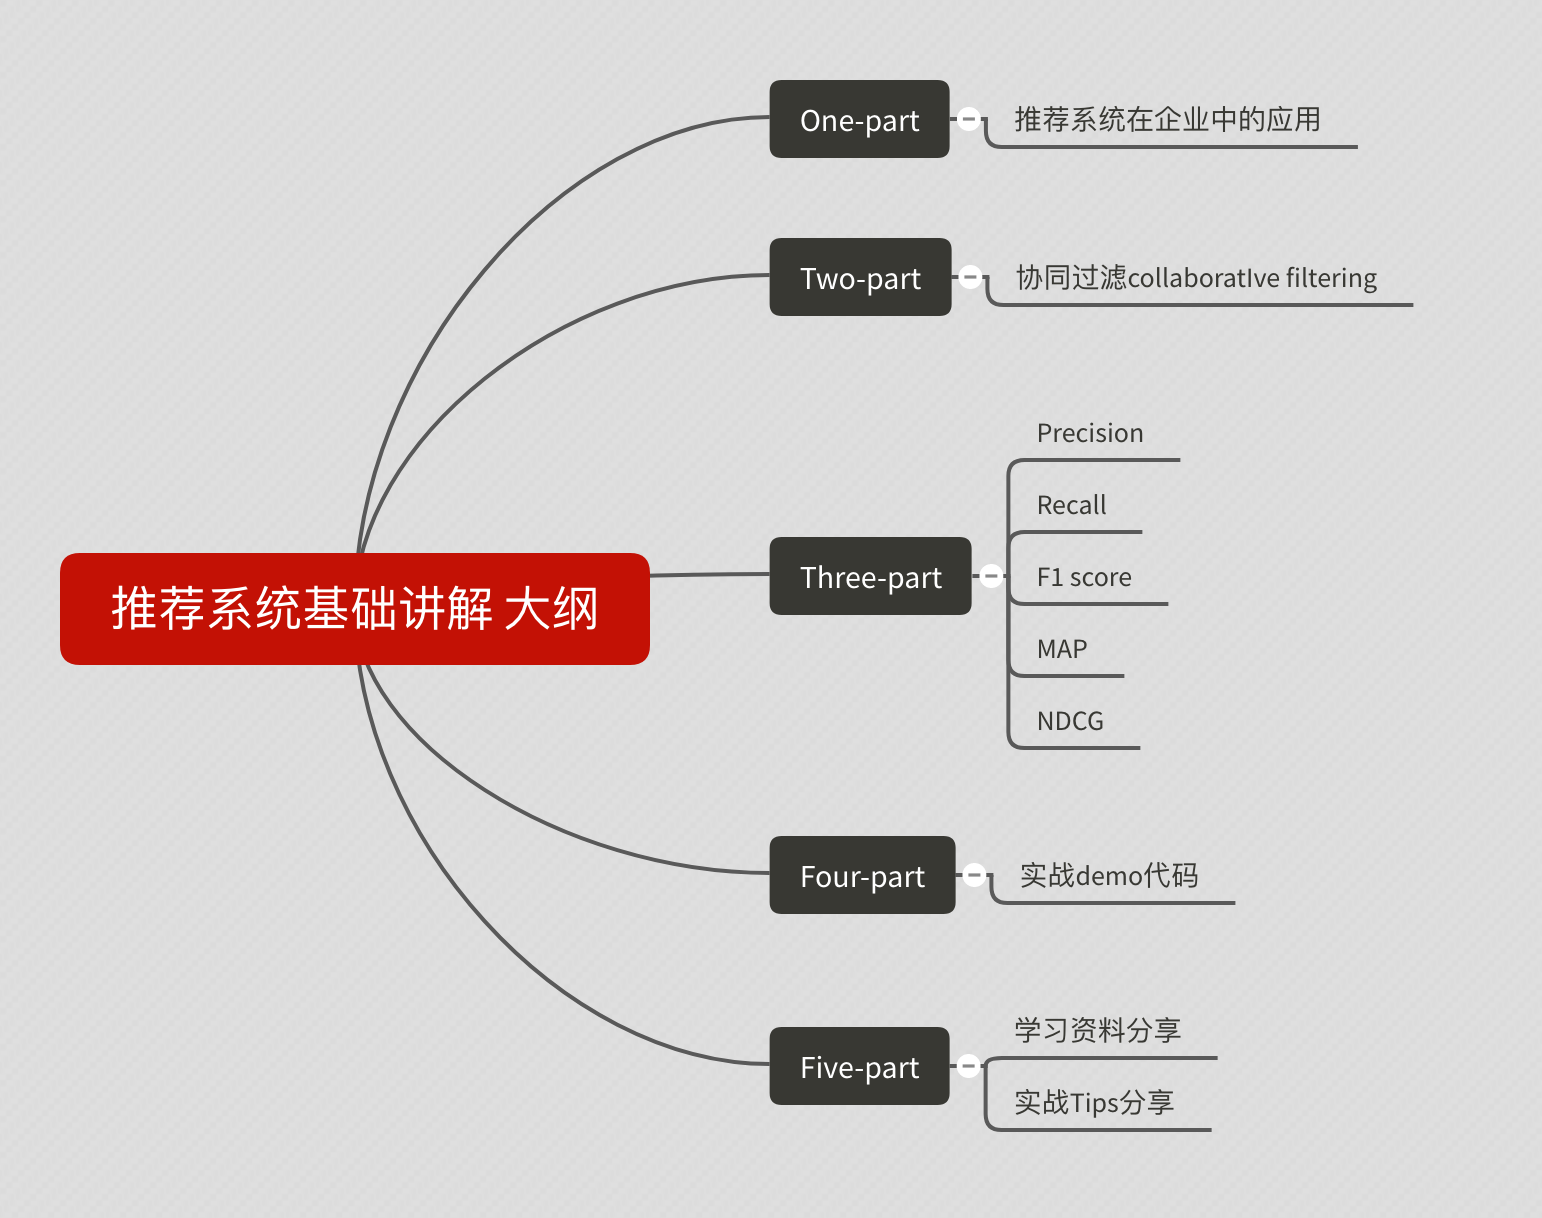 推荐系统基础讲解 大纲
One-part
推荐系统在企业中的应用
Two-part
协同过滤collaboratIve filtering
Three-part
Precision
Recall
F1 score
MAP
NDCG
Four-part
实战demo代码
Five-part
学习资料分享
实战Tips分享